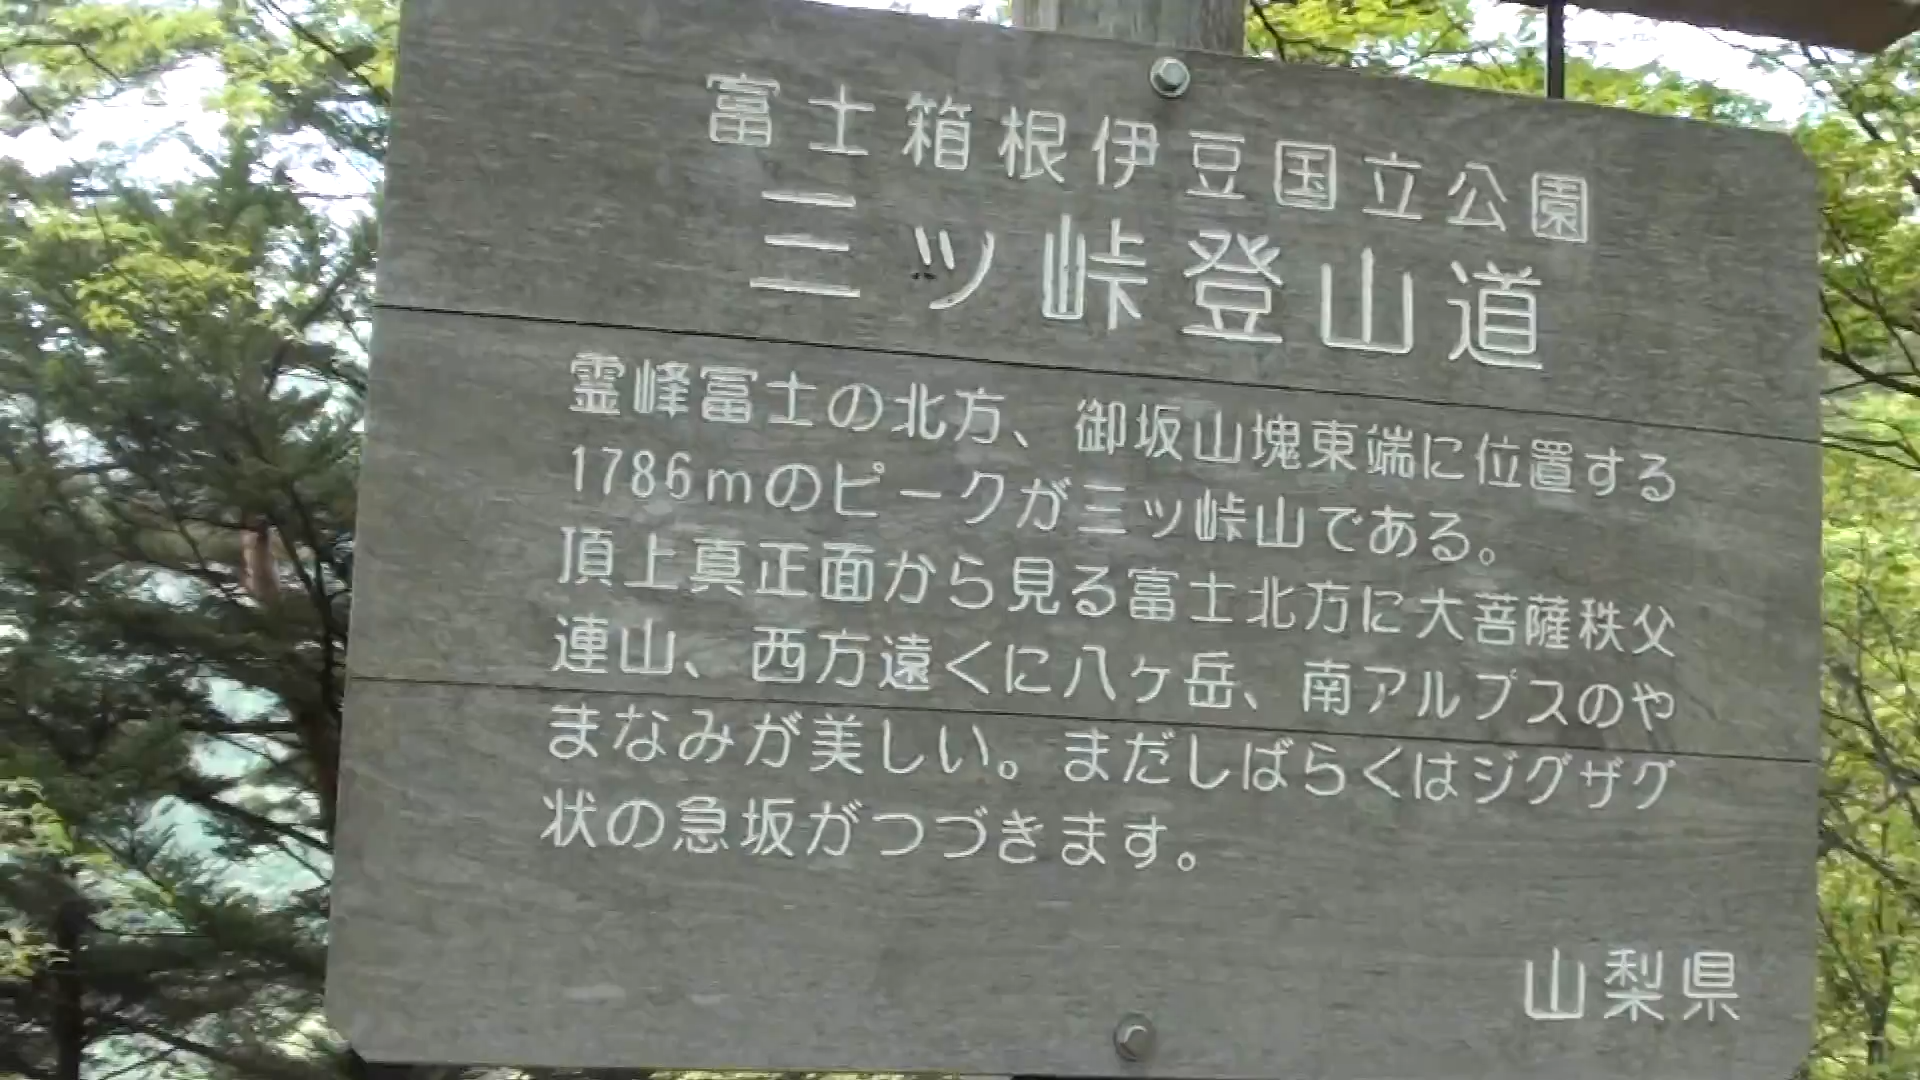 富士箱根伊豆国立公園
三ッ峠登山道
霊峰富士の北方、御坂山塊東端に位置する
1786mのピークが三ッ峠山である。
頂上真正面から見る富士北方に大菩薩秩父
連山、西方遠くに八ヶ岳、南アルプスのや
まなみが美しい。まだしばらくはジグザグ
状の急坂がつづきます。
山梨県